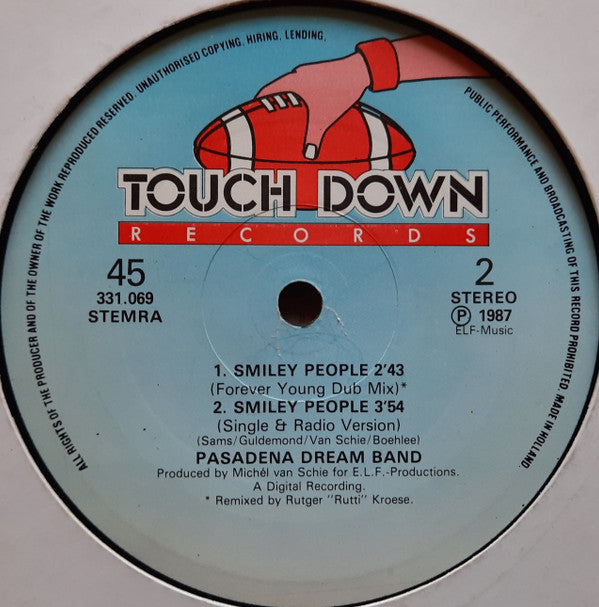 ALL RIGHTS OF THE PRODUCER AND OF THE OWNER OF THE WORK REPRODUCED RESERVED. UNAUTHORISED COPYING, HIRING, LENDING,
PUBLIC PERFORMANCE AND BROADCASTING OF THIS RECORD PROHIBITED. MADE IN HOLLAND.
TOUCH DOWN
RECORDS
45
331.069
STEMRA
2
STEREO
Ⓟ 1987
ELF-Music
1. SMILEY PEOPLE 2'43
(Forever Young Dub Mix)*
2. SMILEY PEOPLE 3'54
(Single & Radio Version)
(Sams/Guldemond/Van Schie/Boehlee)
PASADENA DREAM BAND
Produced by Michél van Schie for E.L.F.-Productions.
A Digital Recording.
* Remixed by Rutger "Rutti" Kroese.